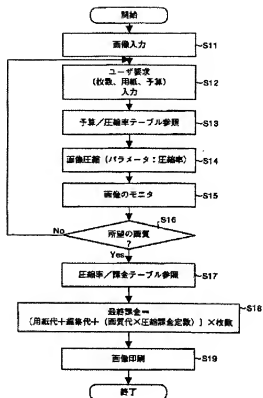 開始
画像入力
S11
ユーザ要求
(枚数、用紙、予算)
入力
S12
予算/圧縮率テーブル参照
S13
画像圧縮(パラメータ:圧縮率)
S14
画像のモニタ
S15
S16
No
所望の画質
?
Yes
圧縮率/課金テーブル参照
S17
最終課金=
[用紙代+編集代+(画質代×圧縮課金定数)]×枚数
S18
画像印刷
S19
終了